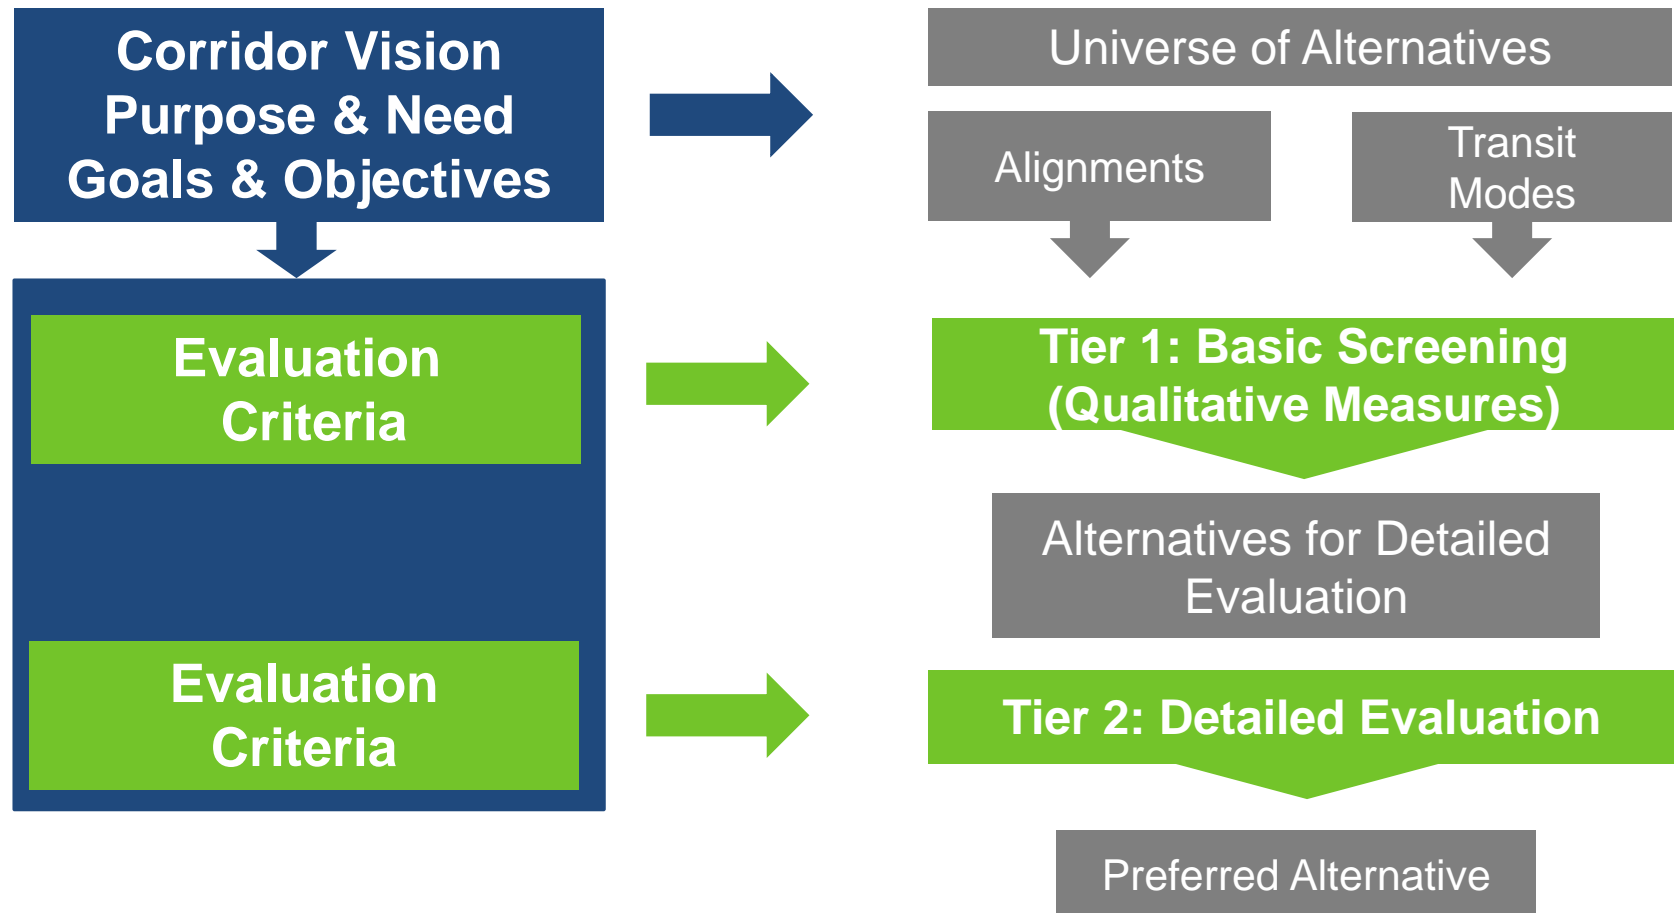 Corridor Vision
Purpose & Need
Goals & Objectives
Universe of Alternatives
Alignments
Transit
Modes
Evaluation
Criteria
Tier 1: Basic Screening
(Qualitative Measures)
Alternatives for Detailed
Evaluation
Evaluation
Criteria
Tier 2: Detailed Evaluation
Preferred Alternative